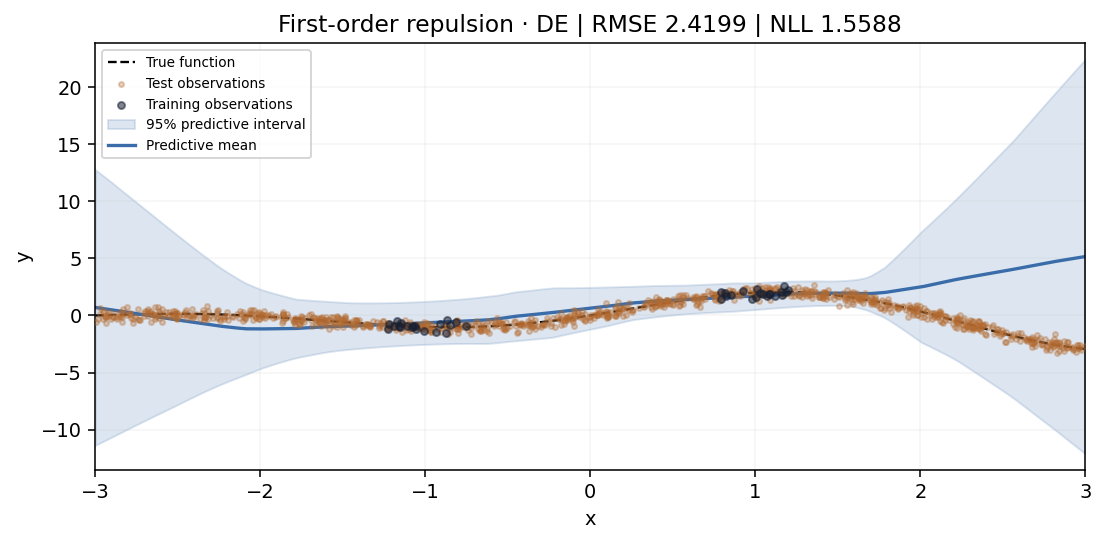 First-order repulsion · DE | RMSE 2.4199 | NLL 1.5588
True function
Test observations
Training observations
95% predictive interval
Predictive mean
20
15
10
5
0
−5
−10
y
−3
−2
−1
0
1
2
3
x